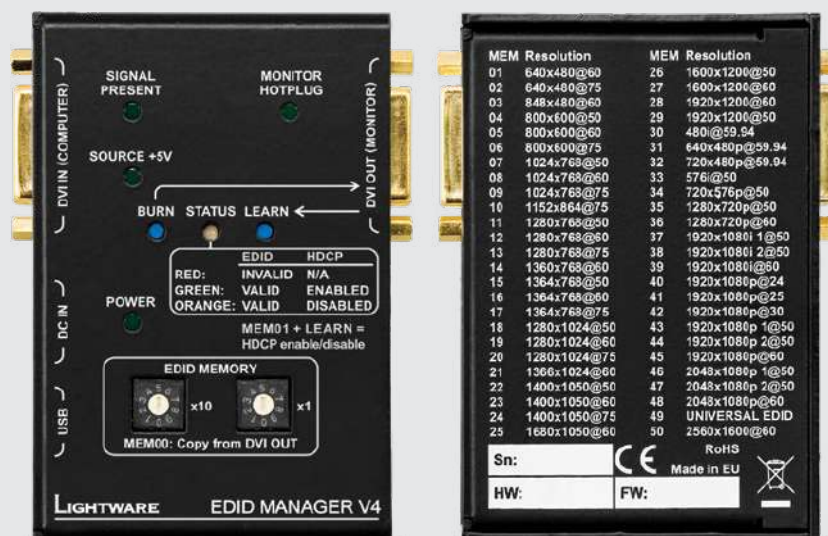 SIGNAL PRESENT
MONITOR HOTPLUG
DVI IN (COMPUTER)
DVI OUT (MONITOR)
SOURCE +5V
BURN STATUS LEARN
EDID HDCP
RED: INVALID N/A
GREEN: VALID ENABLED
ORANGE: VALID DISABLED
POWER
DC IN
MEM01 + LEARN =
HDCP enable/disable
EDID MEMORY
x10
x1
USB
MEM00: Copy from DVI OUT
LIGHTWARE EDID MANAGER V4
MEM Resolution MEM Resolution
01 640x480@60 26 1600x1200@50
02 640x480@75 27 1600x1200@60
03 848x480@60 28 1920x1200@60
04 800x600@50 29 1920x1200@50
05 800x600@60 30 480i@59.94
06 800x600@75 31 640x480p@59.94
07 1024x768@50 32 720x480p@59.94
08 1024x768@60 33 576i@50
09 1024x768@75 34 720x576p@50
10 1152x864@75 35 1280x720p@50
11 1280x768@50 36 1280x720p@60
12 1280x768@60 37 1920x1080i 1@50
13 1280x768@75 38 1920x1080i 2@50
14 1360x768@60 39 1920x1080i@60
15 1364x768@50 40 1920x1080p@24
16 1364x768@60 41 1920x1080p@25
17 1364x768@75 42 1920x1080p@30
18 1280x1024@50 43 1920x1080p 1@50
19 1280x1024@60 44 1920x1080p 2@50
20 1280x1024@75 45 1920x1080p@60
21 1366x1024@60 46 2048x1080p 1@50
22 1400x1050@50 47 2048x1080p 2@50
23 1400x1050@60 48 2048x1080p@60
24 1400x1050@75 49 UNIVERSAL EDID
25 1680x1050@60 50 2560x1600@60
Sn:
CE
RoHS
Made in EU
HW: FW: